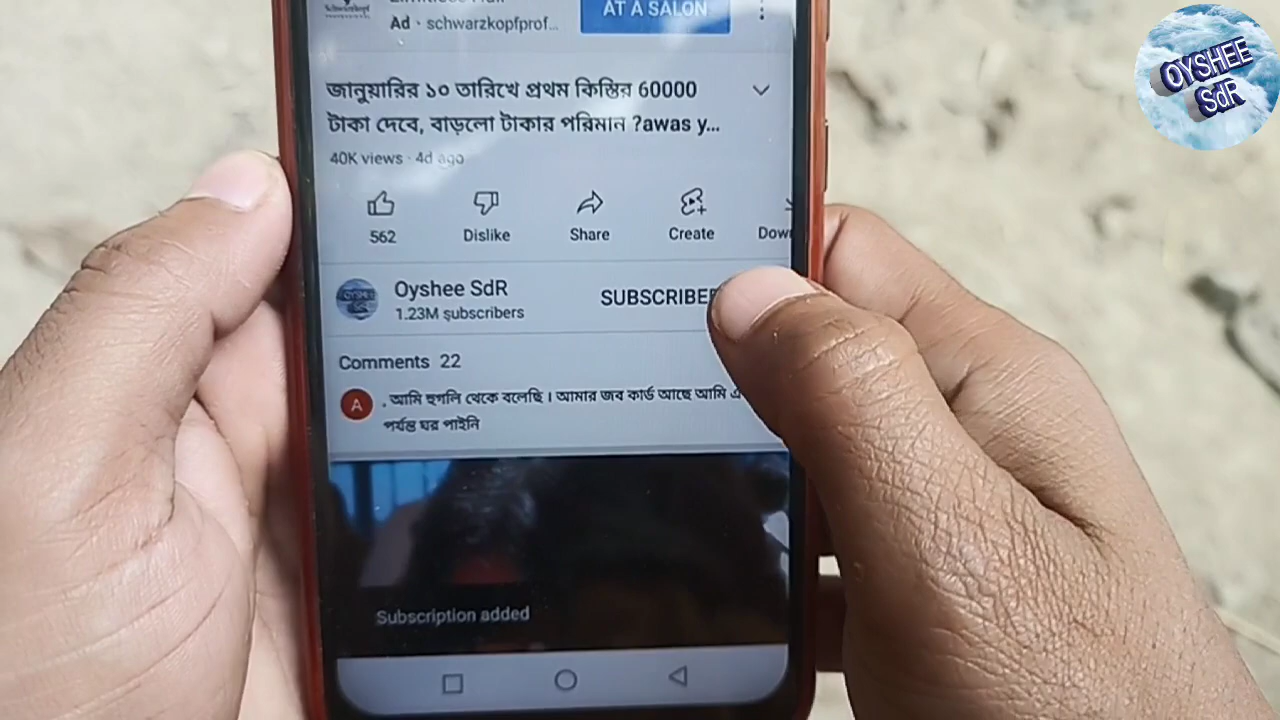 Schwarzkopf
Ad · schwarzkopfprof...
AT A SALON
OYSHEE
SdR
জানুয়ারির ১০ তারিখে প্রথম কিস্তির 60000
টাকা দেবে, বাড়লো টাকার পরিমান ?awas y...
40K views · 4d ago
562
Dislike
Share
Create
Down
Oyshee SdR
1.23M subscribers
SUBSCRIBE
Comments 22
A
. আমি হুগলি থেকে বলেছি । আমার জব কার্ড আছে আমি এ
পর্যন্ত ঘর পাইনি
Subscription added